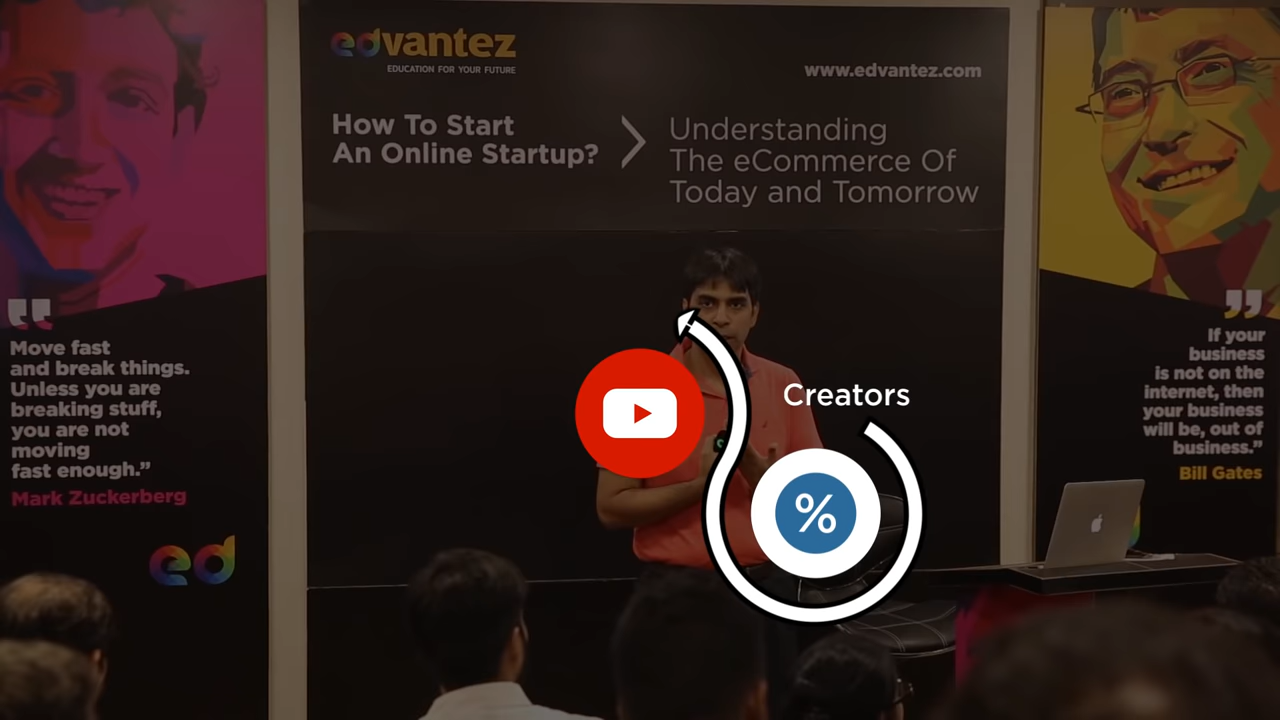 edvantez
EDUCATION FOR YOUR FUTURE
www.edvantez.com
How To Start
An Online Startup?
Understanding
The eCommerce Of
Today and Tomorrow
Move fast
and break things.
Unless you are
breaking stuff,
you are not
moving
fast enough.”
Mark Zuckerberg
ed
Creators
%
If your
business
is not on the
internet, then
your business
will be, out of
business.”
Bill Gates